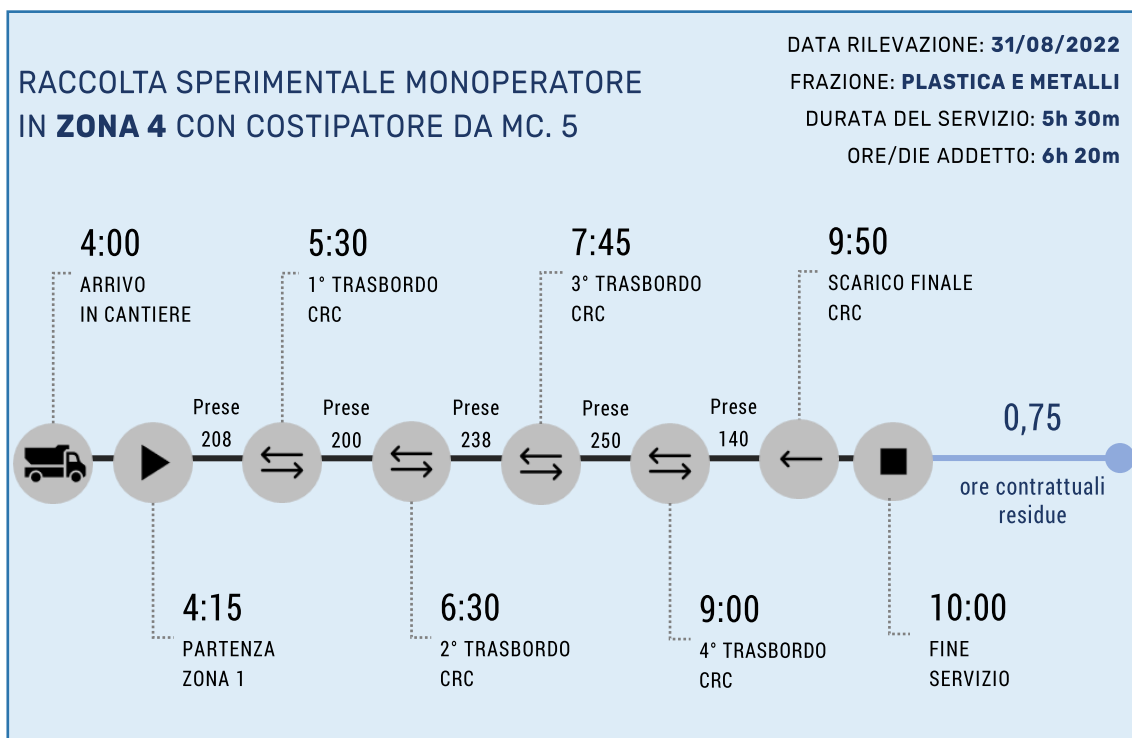 RACCOLTA SPERIMENTALE MONOPERATORE
IN ZONA 4 CON COSTIPATORE DA MC. 5
DATA RILEVAZIONE: 31/08/2022
FRAZIONE: PLASTICA E METALLI
DURATA DEL SERVIZIO: 5h 30m
ORE/DIE ADDETTO: 6h 20m
4:00
ARRIVO
IN CANTIERE
5:30
1° TRASBORDO
CRC
7:45
3° TRASBORDO
CRC
9:50
SCARICO FINALE
CRC
Prese
208
Prese
200
Prese
238
Prese
250
Prese
140
0,75
ore contrattuali
residue
4:15
PARTENZA
ZONA 1
6:30
2° TRASBORDO
CRC
9:00
4° TRASBORDO
CRC
10:00
FINE
SERVIZIO